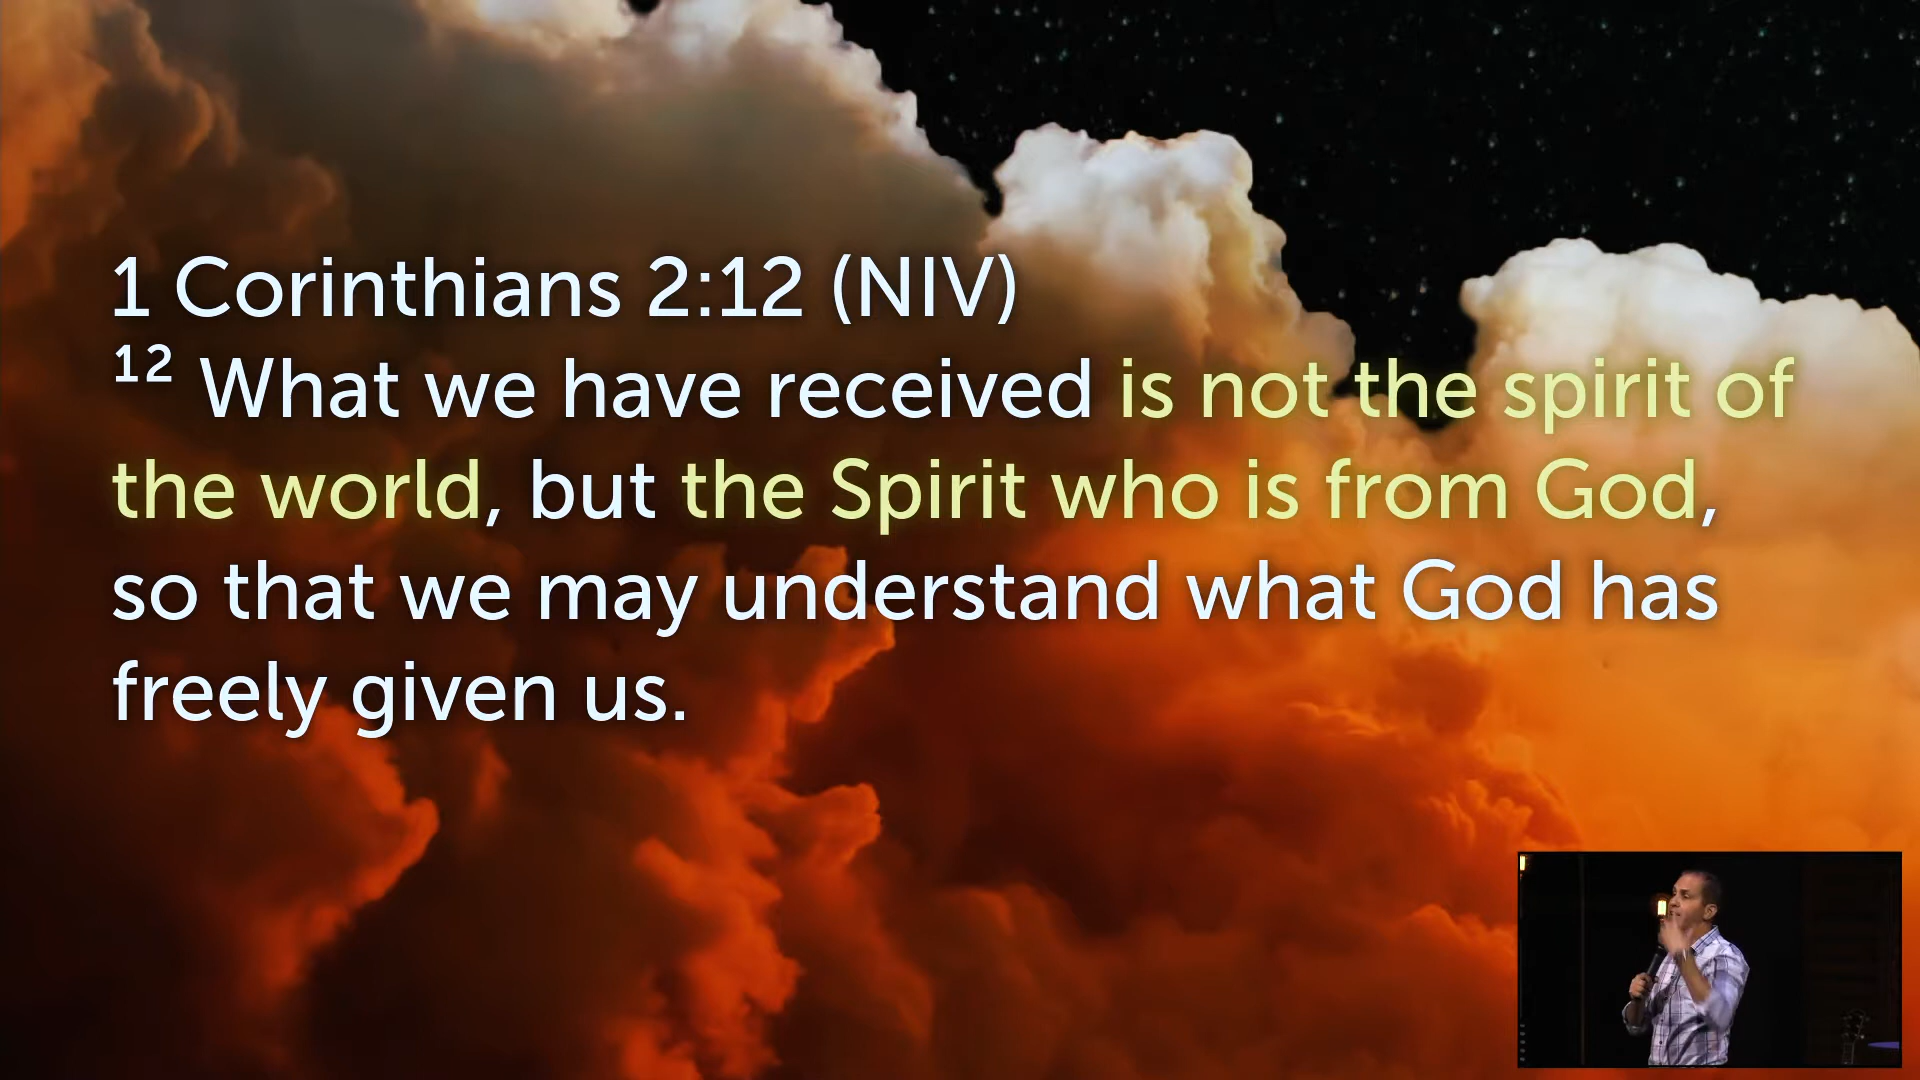 1 Corinthians 2:12 (NIV)
¹² What we have received is not the spirit of
the world, but the Spirit who is from God,
so that we may understand what God has
freely given us.